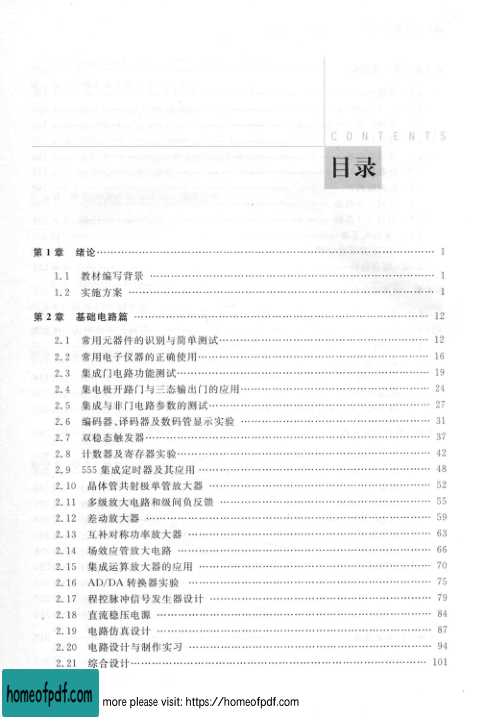 CONTENTS
目录
第1章 绪论 1
1.1 教材编写背景 1
1.2 实施方案 1
第2章 基础电路篇 12
2.1 常用元器件的识别与简单测试 12
2.2 常用电子仪器的正确使用 16
2.3 集成门电路功能测试 19
2.4 集电极开路门与三态输出门的应用 24
2.5 集成与非门电路参数的测试 27
2.6 编码器、译码器及数码管显示实验 31
2.7 双稳态触发器 37
2.8 计数器及寄存器实验 42
2.9 555集成定时器及其应用 48
2.10 晶体管共射极单管放大器 52
2.11 多级放大电路和级间负反馈 55
2.12 差动放大器 59
2.13 互补对称功率放大器 63
2.14 场效应管放大电路 66
2.15 集成运算放大器的应用 70
2.16 AD/DA转换器实验 75
2.17 程控脉冲信号发生器设计 79
2.18 直流稳压电源 84
2.19 电路仿真设计 87
2.20 电路设计与制作实习 94
2.21 综合设计 101
homeofpdf.com more please visit: https://homeofpdf.com